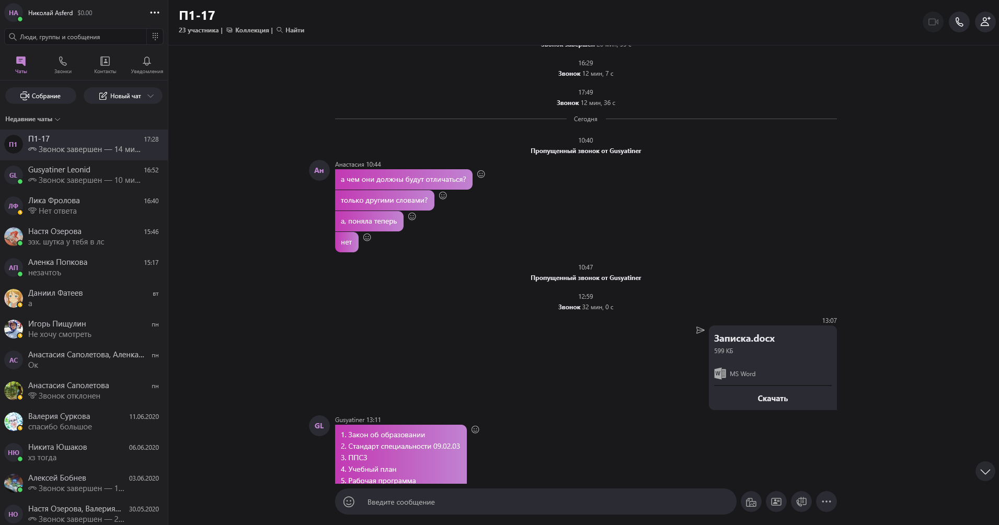 НА
Николай Asferd $0.00
Люди, группы и сообщения
Чаты
Звонки
Контакты
Уведомления
Собрание
Новый чат
Недавние чаты
П1
П1-17 17:28
Звонок завершен — 14 ми...
GL
Gusyatiner Leonid 16:52
Звонок завершен — 10 ми...
ЛФ
Лика Фролова 16:40
Нет ответа
Настя Озерова 15:46
эзх. шутка у тебя в лс
АП
Аленка Попкова 15:17
незачтоъ
Даниил Фатеев вт
а
Игорь Пищулин пн
Не хочу смотреть
АС
Анастасия Саполетова, Аленка... пн
Ок
Анастасия Саполетова пн
Звонок отклонен
Валерия Суркова 11.06.2020
спасибо большое
НЮ
Никита Юшаков 06.06.2020
хз тогда
Алексей Бобнев 03.06.2020
Звонок завершен — 1...
НО
Настя Озерова, Валерия... 30.05.2020
Звонок завершен — 2...
П1-17
23 участника | Коллекция | Найти
Звонок завершен
16:29
Звонок 12 мин, 7 с
17:49
Звонок 12 мин, 36 с
Сегодня
10:40
Пропущенный звонок от Gusyatiner
Ан
Анастасия 10:44
а чем они должны будут отличаться?
только другими словами?
а, поняла теперь
нет
10:47
Пропущенный звонок от Gusyatiner
12:59
Звонок 32 мин, 0 с
13:07
Записка.docx
599 КБ
MS Word
Скачать
GL
Gusyatiner 13:11
1. Закон об образовании
2. Стандарт специальности 09.02.03
3. ППСЗ
4. Учебный план
5. Рабочая программа
Введите сообщение